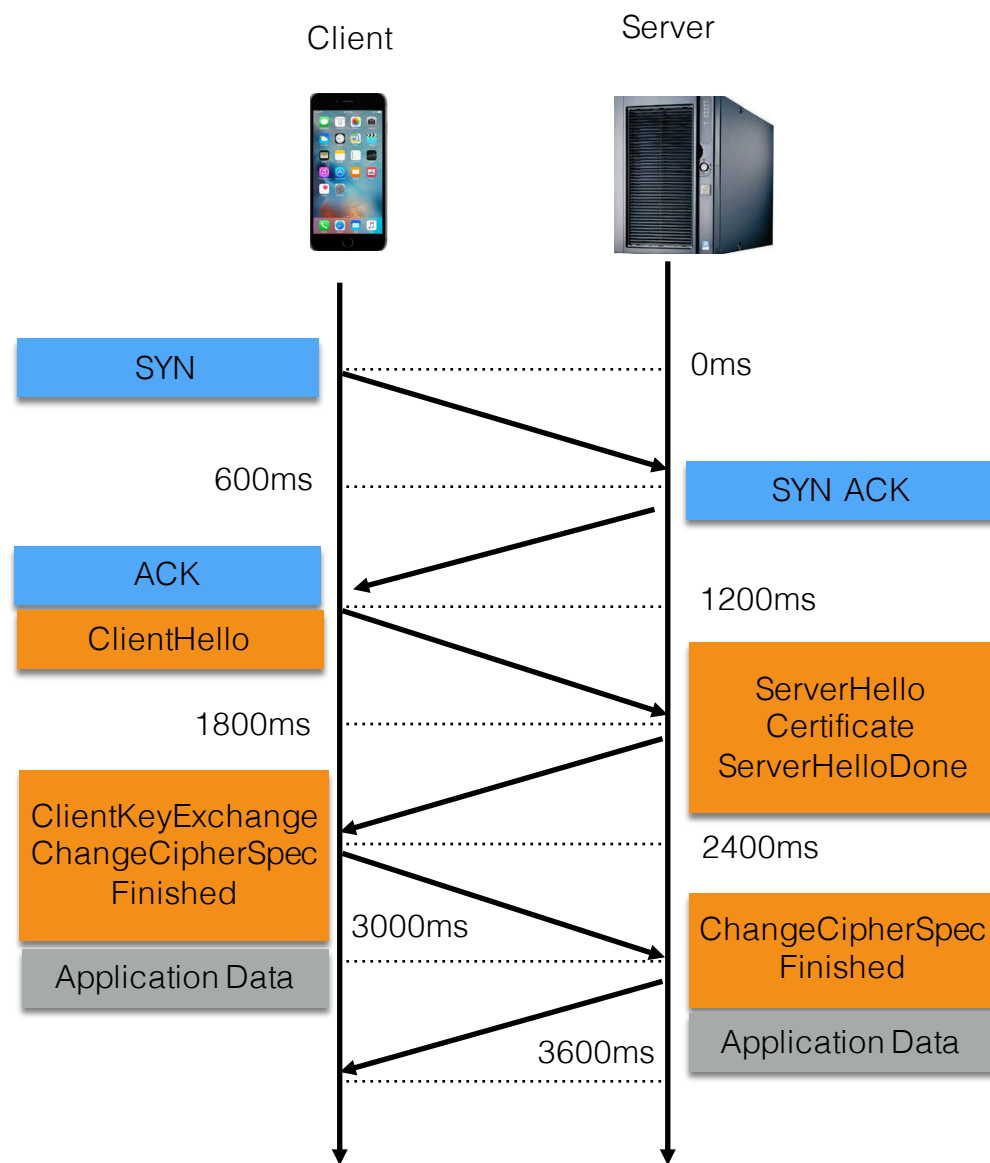 Client
Server
SYN
0ms
600ms
SYN ACK
ACK
1200ms
ClientHello
ServerHello
Certificate
ServerHelloDone
1800ms
ClientKeyExchange
ChangeCipherSpec
Finished
2400ms
3000ms
ChangeCipherSpec
Finished
Application Data
Application Data
3600ms